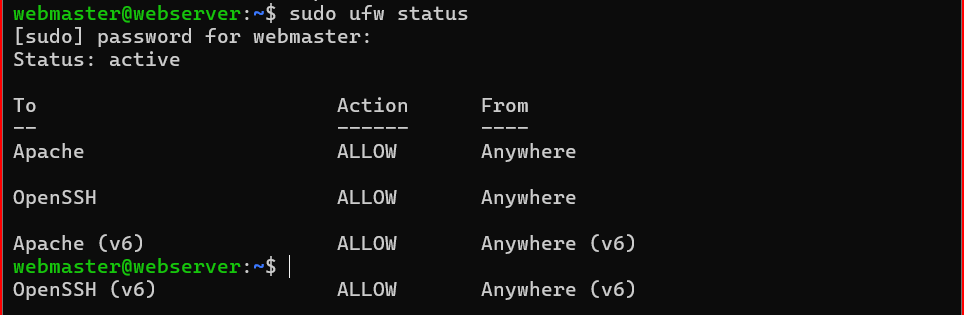 webmaster@webserver:~$ sudo ufw status
[sudo] password for webmaster:
Status: active
To Action From
-- ------ ----
Apache ALLOW Anywhere
OpenSSH ALLOW Anywhere
Apache (v6) ALLOW Anywhere (v6)
webmaster@webserver:~$
OpenSSH (v6) ALLOW Anywhere (v6)